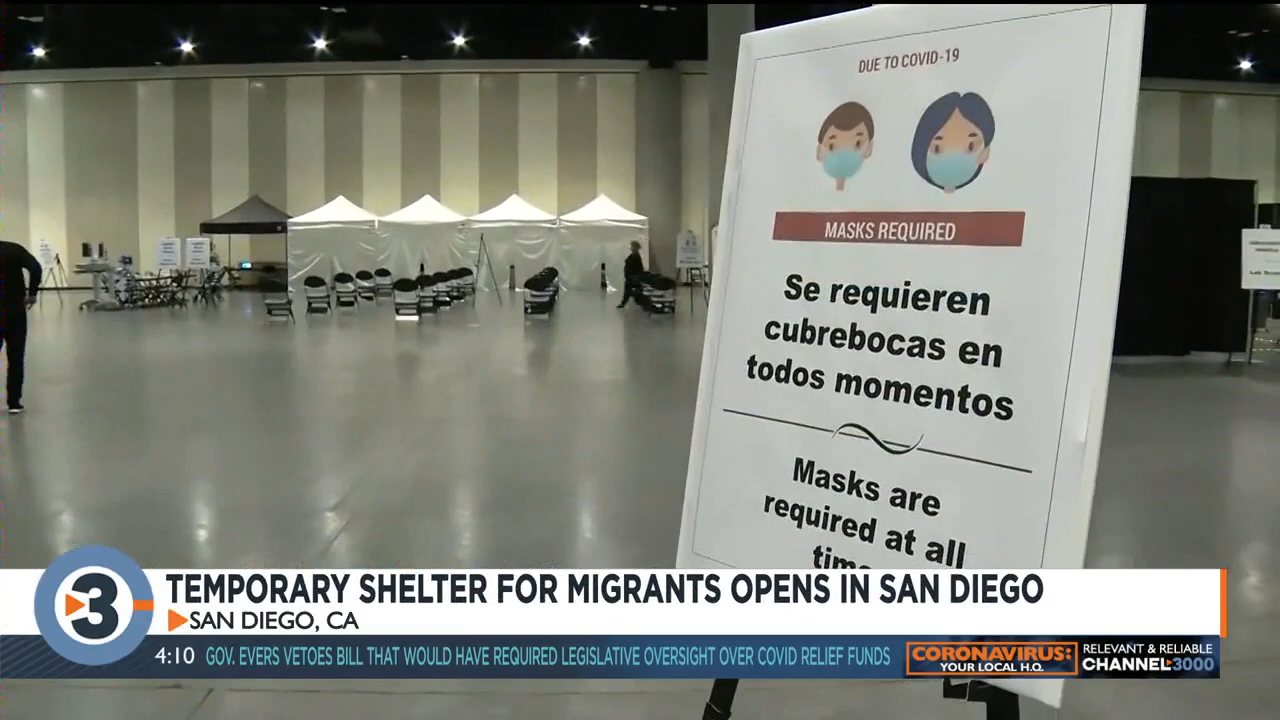 DUE TO COVID-19
MASKS REQUIRED
Se requieren
cubrebocas en
todos momentos
Masks are
required at all
3
TEMPORARY SHELTER FOR MIGRANTS OPENS IN SAN DIEGO
SAN DIEGO, CA
4:10 GOV. EVERS VETOES BILL THAT WOULD HAVE REQUIRED LEGISLATIVE OVERSIGHT OVER COVID RELIEF FUNDS
CORONAVIRUS:
YOUR LOCAL H.Q.
RELEVANT & RELIABLE
CHANNEL3000